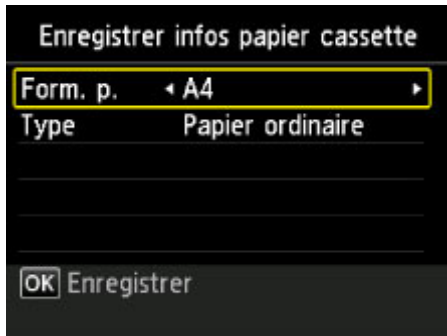 Enregistrer infos papier cassette
Form. p. A4
Type Papier ordinaire
OK Enregistrer